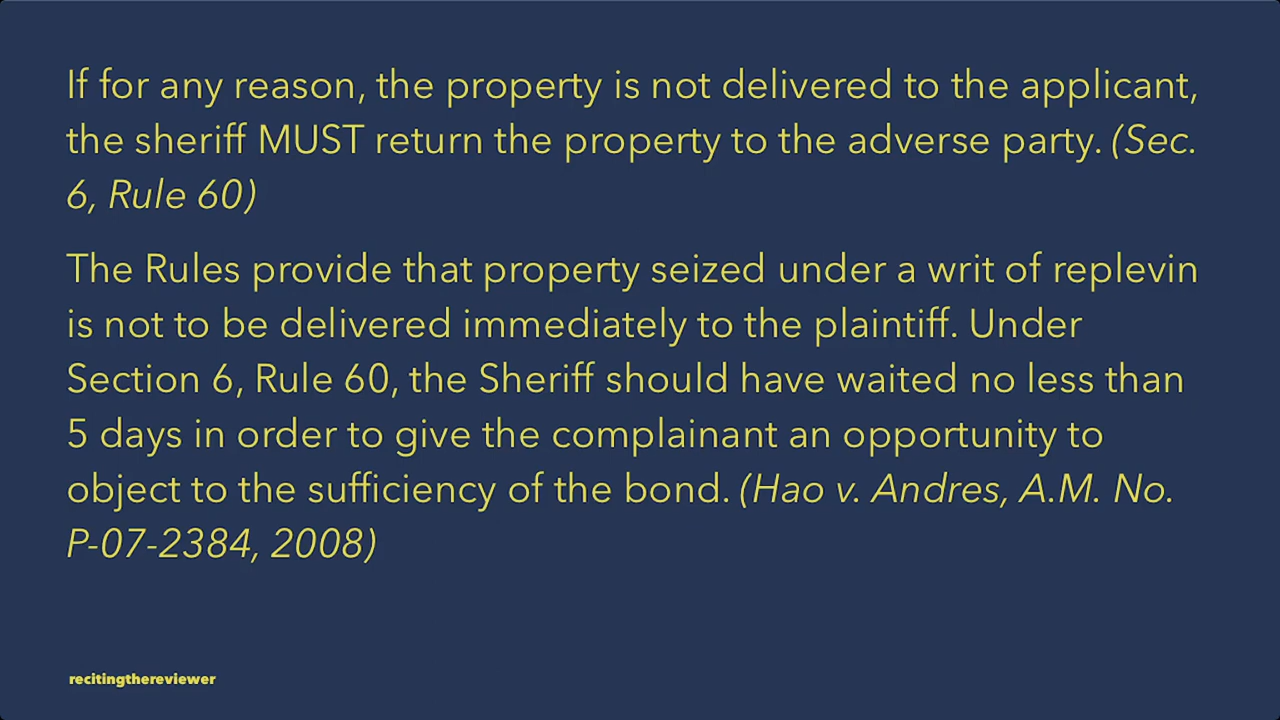 If for any reason, the property is not delivered to the applicant,
the sheriff MUST return the property to the adverse party. (Sec.
6, Rule 60)
The Rules provide that property seized under a writ of replevin
is not to be delivered immediately to the plaintiff. Under
Section 6, Rule 60, the Sheriff should have waited no less than
5 days in order to give the complainant an opportunity to
object to the sufficiency of the bond. (Hao v. Andres, A.M. No.
P-07-2384, 2008)
recitingthereviewer